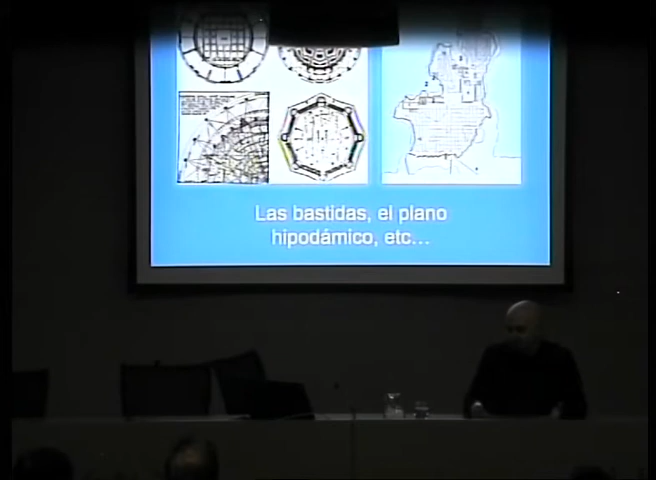 Las bastidas, el plano
hipodámico, etc...